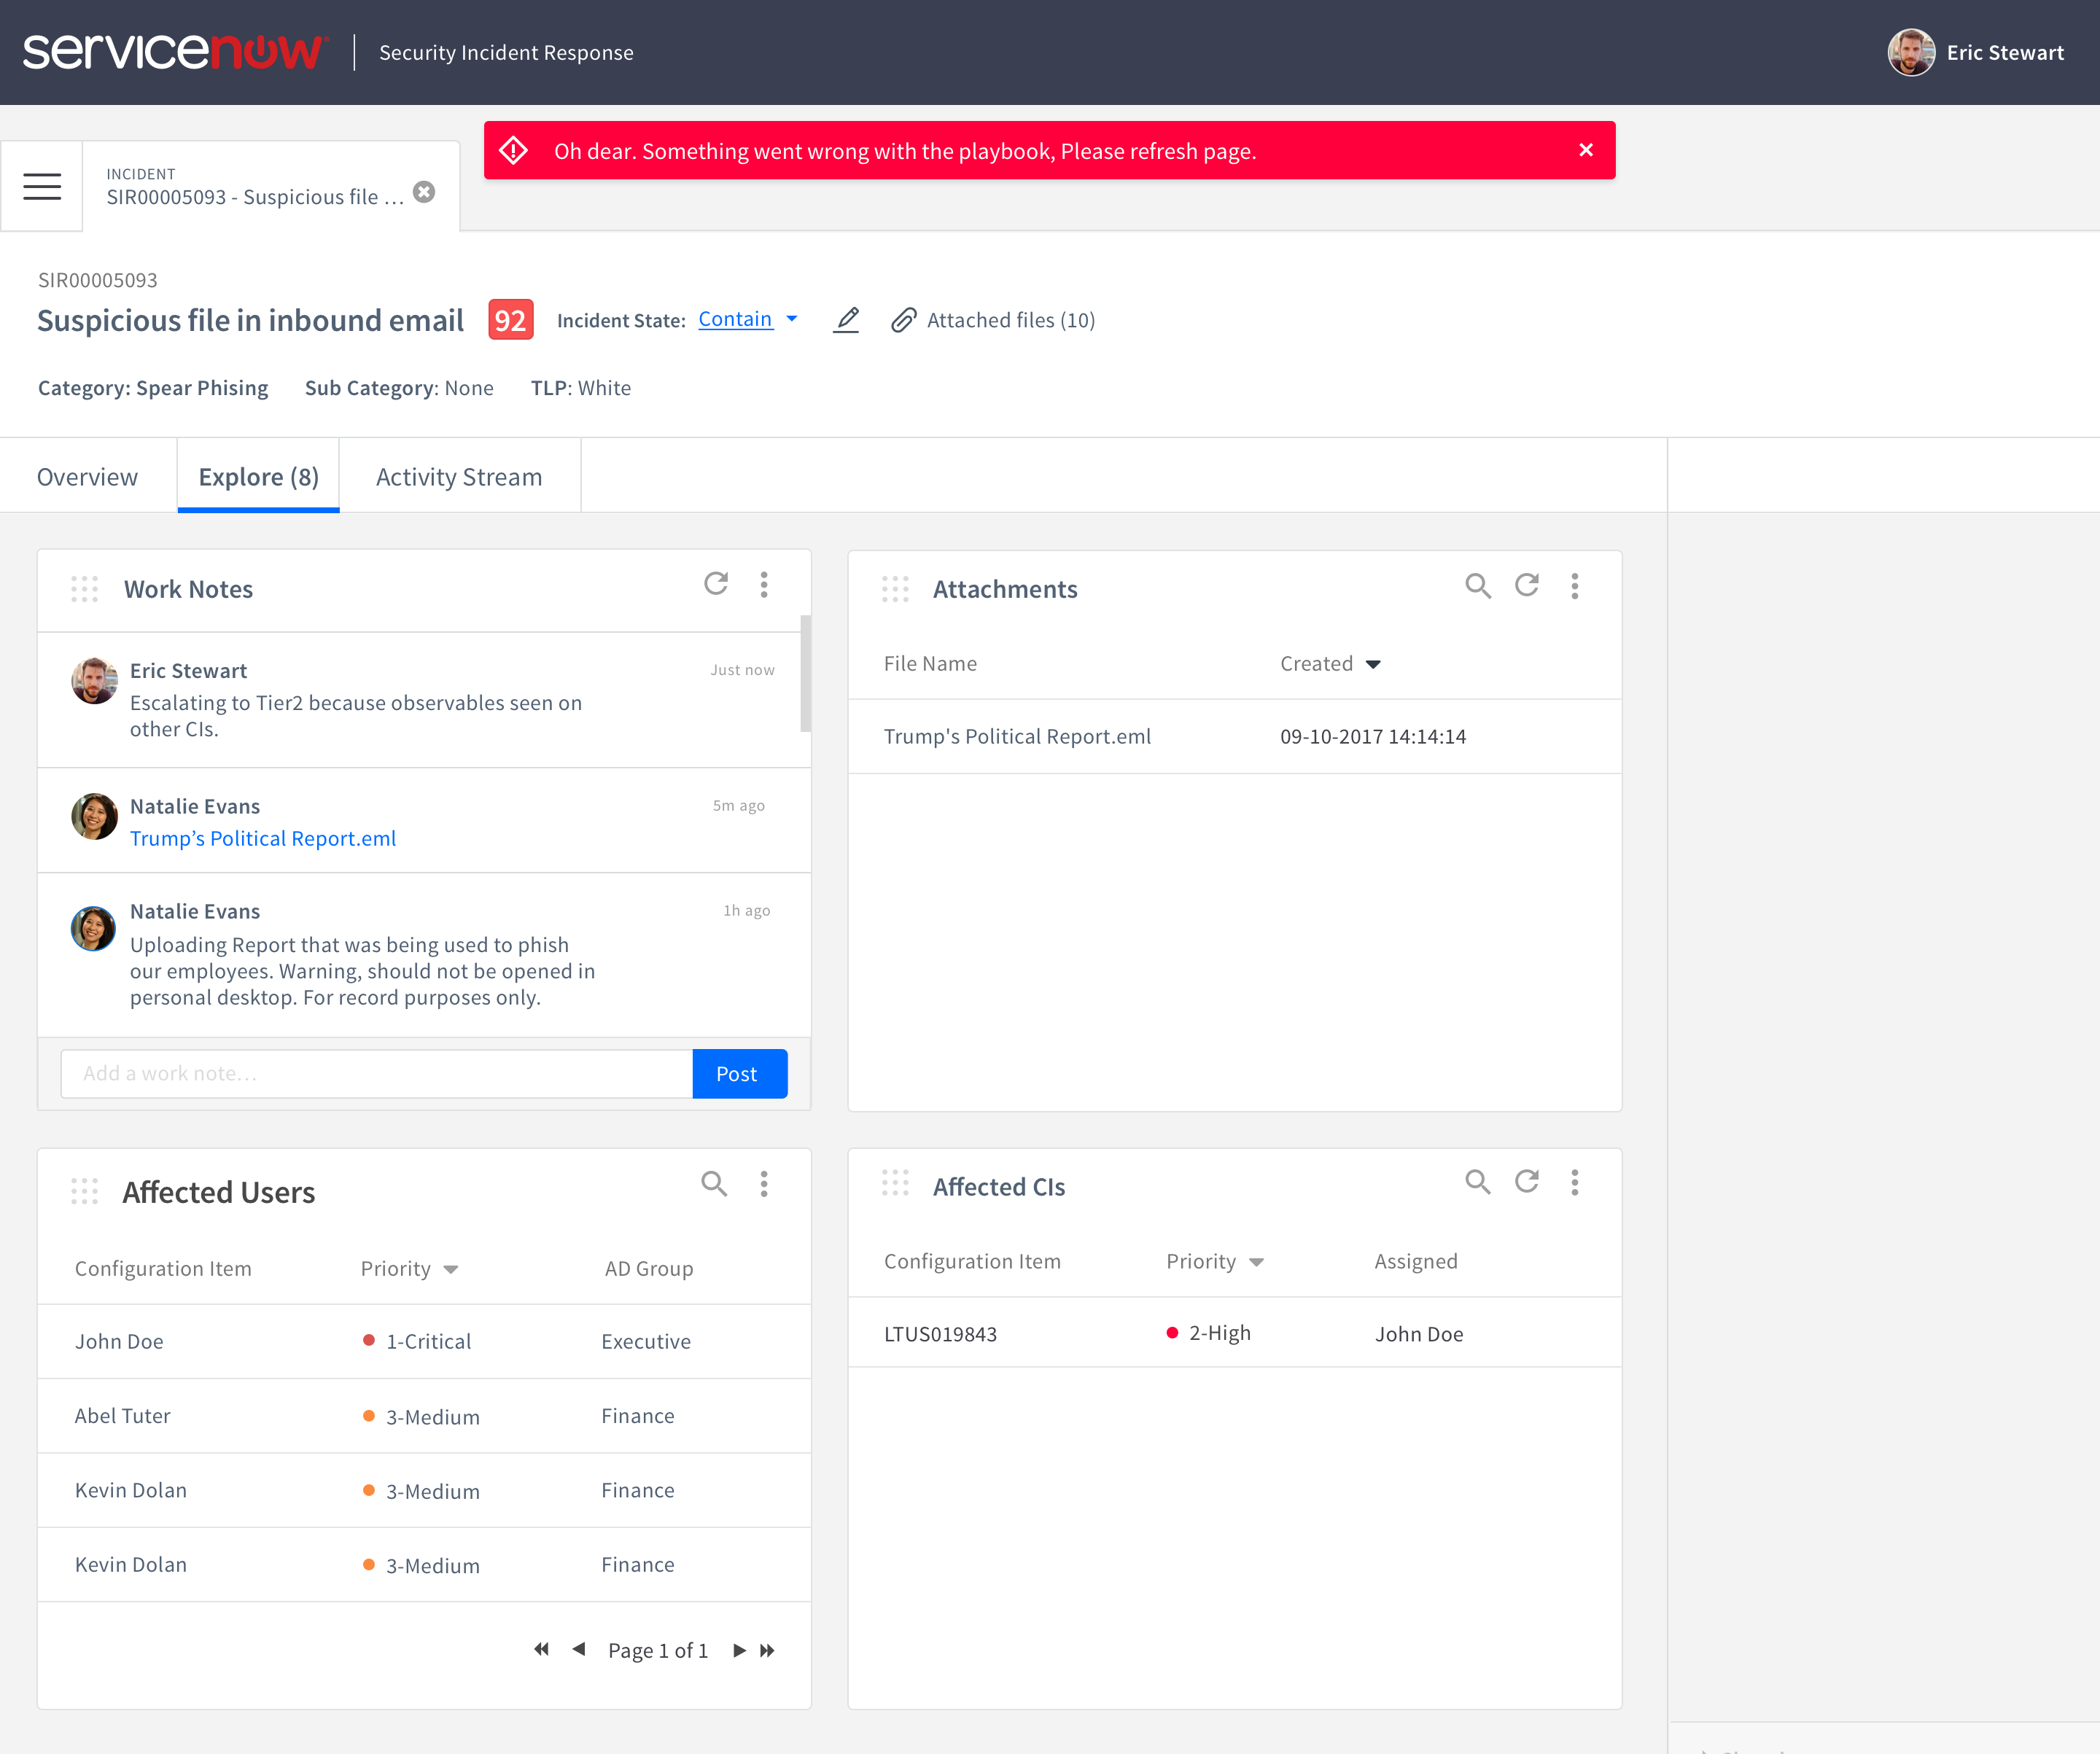 servicenow
Security Incident Response
Eric Stewart
Oh dear. Something went wrong with the playbook, Please refresh page.
INCIDENT
SIR00005093 - Suspicious file ...
SIR00005093
Suspicious file in inbound email
92
Incident State: Contain
Attached files (10)
Category: Spear Phising
Sub Category: None
TLP: White
Overview
Explore (8)
Activity Stream
Work Notes
Eric Stewart
Just now
Escalating to Tier2 because observables seen on
other CIs.
Natalie Evans
5m ago
Trump’s Political Report.eml
Natalie Evans
1h ago
Uploading Report that was being used to phish
our employees. Warning, should not be opened in
personal desktop. For record purposes only.
Add a work note...
Post
Attachments
File Name
Created
Trump's Political Report.eml
09-10-2017 14:14:14
Affected Users
Configuration Item
Priority
AD Group
John Doe
1-Critical
Executive
Abel Tuter
3-Medium
Finance
Kevin Dolan
3-Medium
Finance
Kevin Dolan
3-Medium
Finance
Page 1 of 1
Affected CIs
Configuration Item
Priority
Assigned
LTUS019843
2-High
John Doe